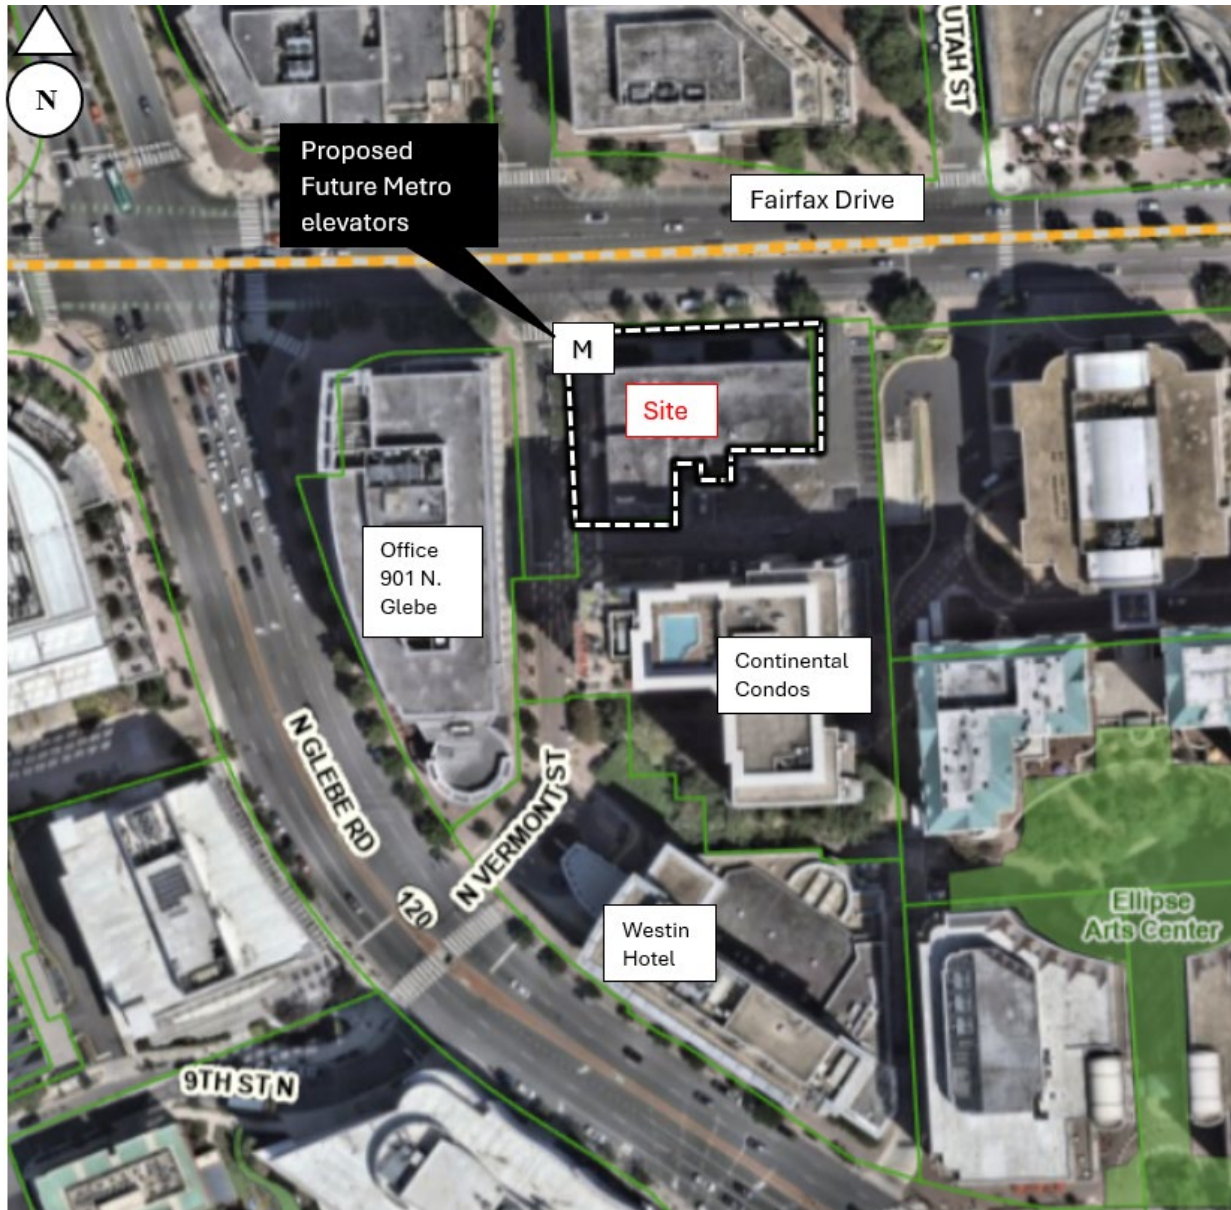 N
UTAH ST
Proposed
Future Metro
elevators
Fairfax Drive
M
Site
Office
901 N.
Glebe
Continental
Condos
N GLEBE RD
N VERMONT ST
120
Ellipse
Arts Center
Westin
Hotel
9TH ST N